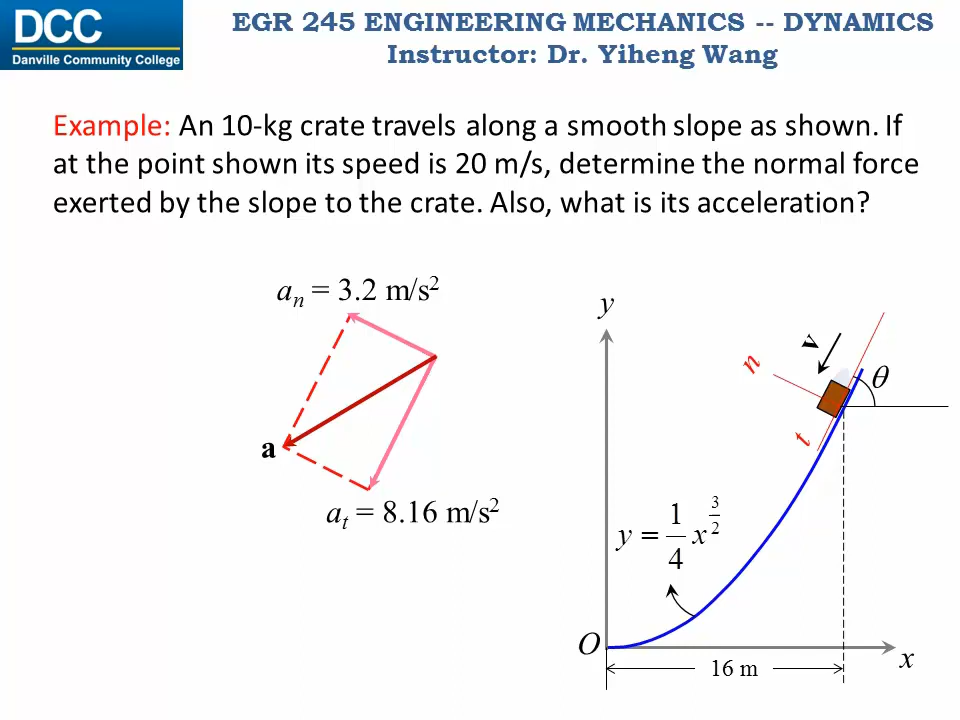 DCC
Danville Community College
EGR 245 ENGINEERING MECHANICS -- DYNAMICS
Instructor: Dr. Yiheng Wang
Example: An 10-kg crate travels along a smooth slope as shown. If
at the point shown its speed is 20 m/s, determine the normal force
exerted by the slope to the crate. Also, what is its acceleration?
aₙ = 3.2 m/s²
a
aₜ = 8.16 m/s²
y
v
n
θ
t
y = 1/4 x^(3/2)
O
x
16 m